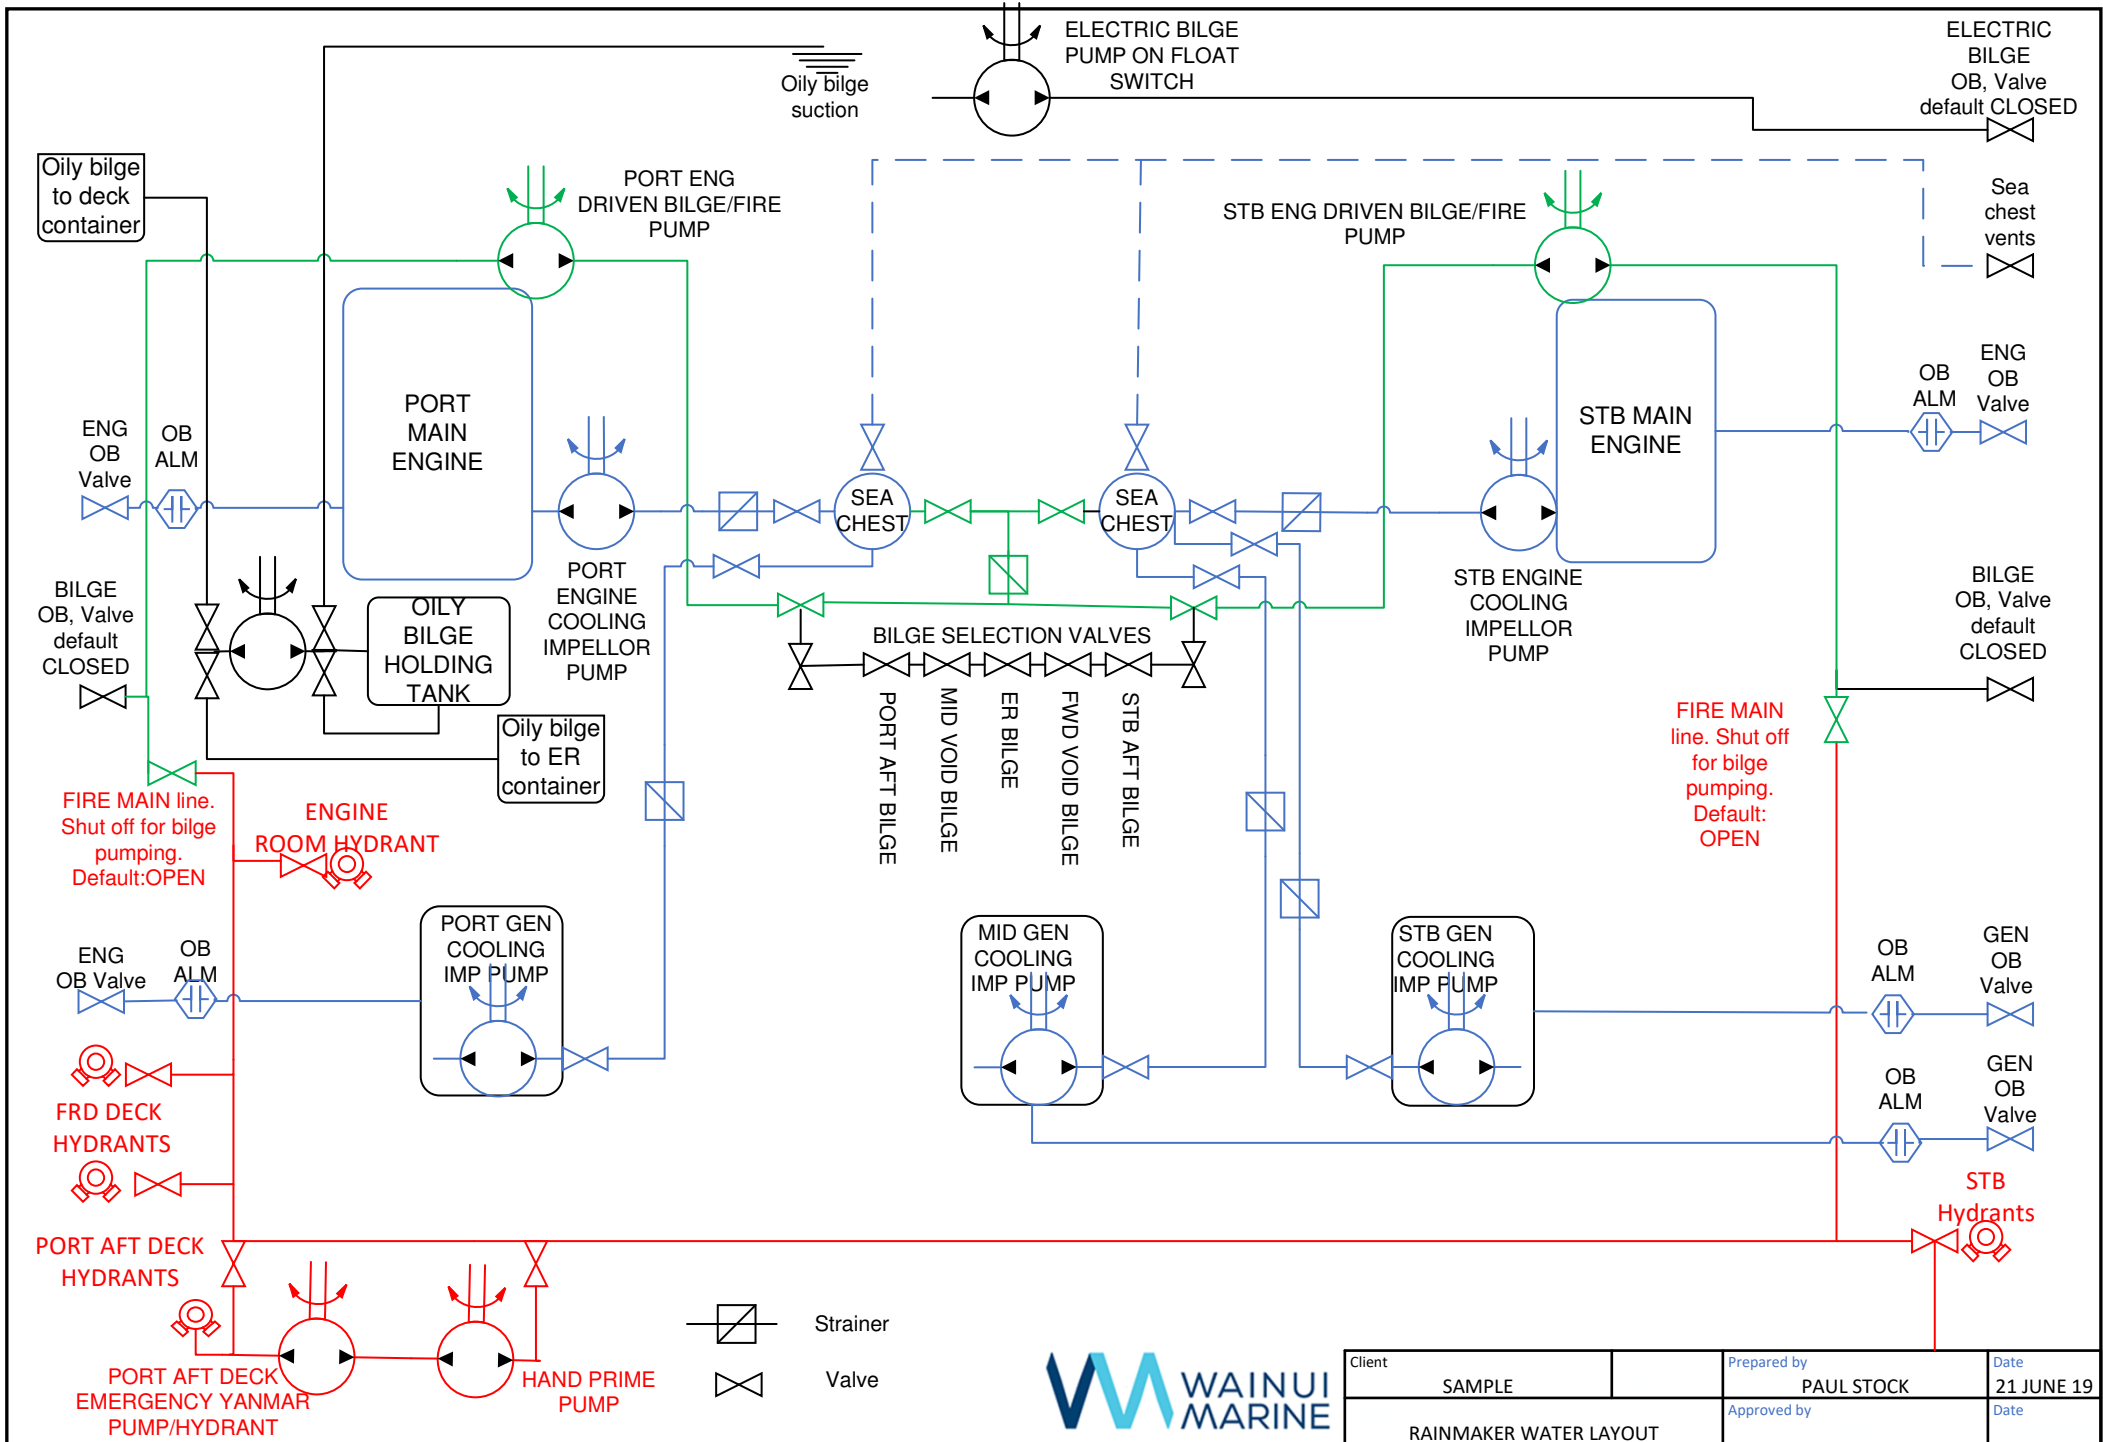 ELECTRIC BILGE
PUMP ON FLOAT
SWITCH
ELECTRIC
BILGE
OB, Valve
default CLOSED
Oily bilge
suction
Oily bilge
to deck
container
PORT ENG
DRIVEN BILGE/FIRE
PUMP
STB ENG DRIVEN BILGE/FIRE
PUMP
Sea
chest
vents
PORT
MAIN
ENGINE
STB MAIN
ENGINE
OB
ALM
ENG
OB
Valve
ENG
OB
Valve
OB
ALM
SEA
CHEST
SEA
CHEST
PORT
ENGINE
COOLING
IMPELLOR
PUMP
STB ENGINE
COOLING
IMPELLOR
PUMP
BILGE
OB, Valve
default
CLOSED
BILGE
OB, Valve
default
CLOSED
OILY
BILGE
HOLDING
TANK
BILGE SELECTION VALVES
PORT AFT BILGE
MID VOID BILGE
ER BILGE
FWD VOID BILGE
STB AFT BILGE
Oily bilge
to ER
container
FIRE MAIN
line. Shut off
for bilge
pumping.
Default:
OPEN
FIRE MAIN line.
Shut off for bilge
pumping.
Default:OPEN
ENGINE
ROOM HYDRANT
PORT GEN
COOLING
IMP PUMP
MID GEN
COOLING
IMP PUMP
STB GEN
COOLING
IMP PUMP
ENG
OB Valve
OB
ALM
OB
ALM
GEN
OB
Valve
OB
ALM
GEN
OB
Valve
FRD DECK
HYDRANTS
STB
Hydrants
PORT AFT DECK
HYDRANTS
PORT AFT DECK
EMERGENCY YANMAR
PUMP/HYDRANT
HAND PRIME
PUMP
Strainer
Valve
WAINUI
MARINE
Client
SAMPLE
Prepared by
PAUL STOCK
Date
21 JUNE 19
RAINMAKER WATER LAYOUT
Approved by
Date